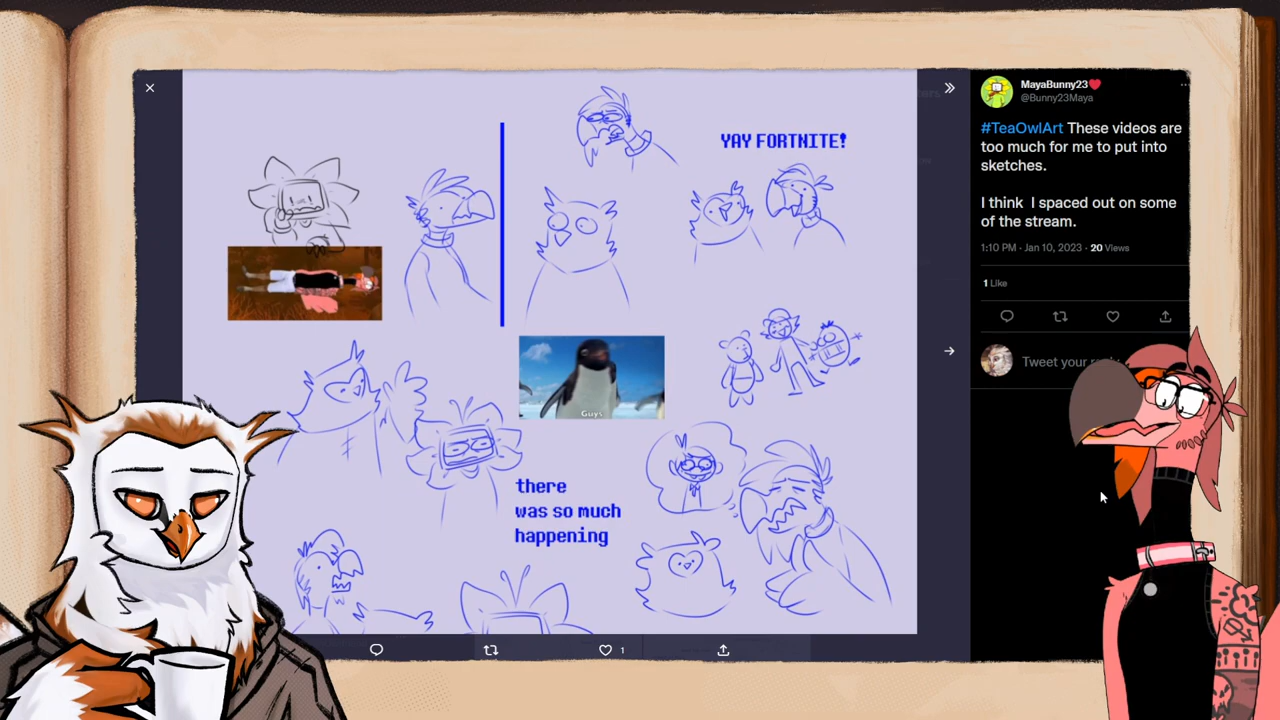 YAY FORTNITE!
Guys
there
was so much
happening
MayaBunny23❤️
@Bunny23Maya
#TeaOwlArt These videos are
too much for me to put into
sketches.
I think I spaced out on some
of the stream.
1:10 PM · Jan 10, 2023 · 20 Views
1 Like
Tweet your
1